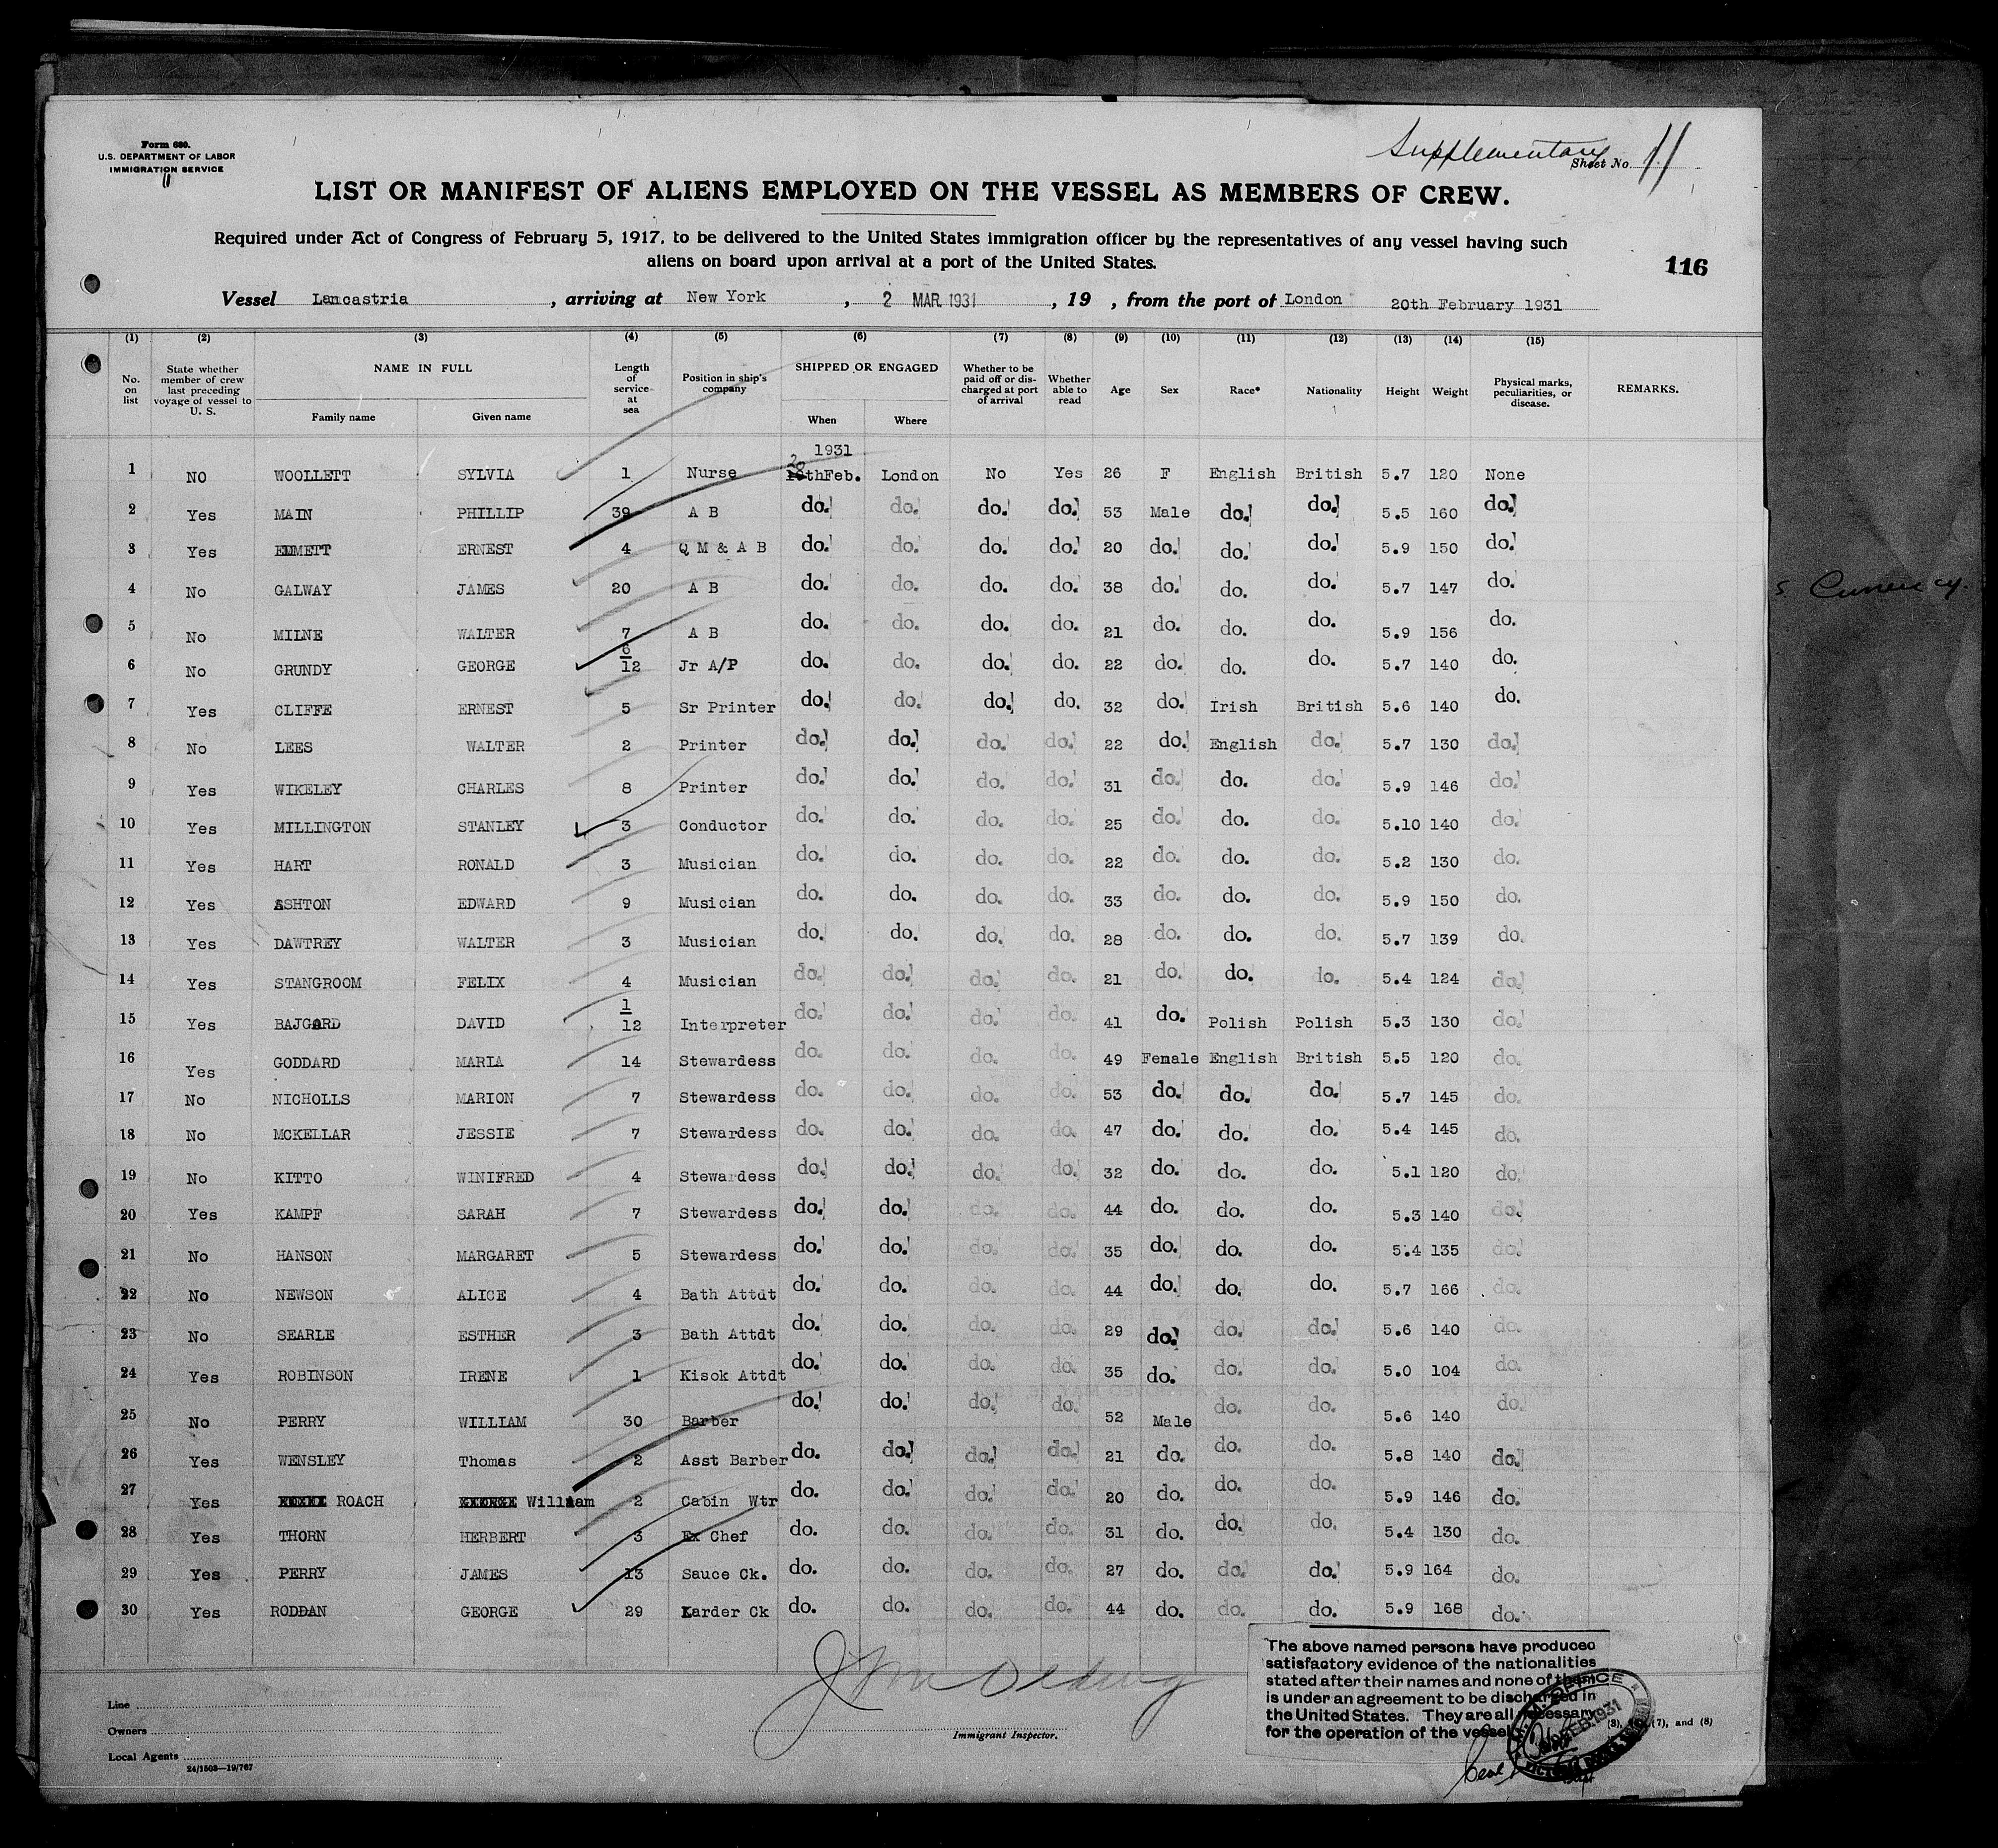 Form 680.
U.S. DEPARTMENT OF LABOR
IMMIGRATION SERVICE
Supplementary Sheet No. 11
LIST OR MANIFEST OF ALIENS EMPLOYED ON THE VESSEL AS MEMBERS OF CREW.
Required under Act of Congress of February 5, 1917, to be delivered to the United States immigration officer by the representatives of any vessel having such
aliens on board upon arrival at a port of the United States.
116
Vessel Lancastria, arriving at New York, 2 MAR. 1931, 19 , from the port of London 20th February 1931
(1) (2) (3) (4) (5) (6) (7) (8) (9) (10) (11) (12) (13) (14) (15)
No. on list State whether member of crew last preceding voyage of vessel to U. S. NAME IN FULL Family name Given name Length of service at sea Position in ship's company SHIPPED OR ENGAGED When Where Whether to be paid off or discharged at port of arrival Whether able to read Age Sex Race* Nationality Height Weight Physical marks, peculiarities, or disease. REMARKS.
1931
1 NO WOOLLETT SYLVIA 1 Nurse thFeb. London No Yes 26 F English British 5.7 120 None
2 Yes MAIN PHILLIP 39 A B do. do. do. do. 53 Male do. do. 5.5 160 do.
3 Yes EMMETT ERNEST 4 Q M & A B do. do. do. do. 20 do. do. do. 5.9 150 do.
4 No GALWAY JAMES 20 A B do. do. do. do. 38 do. do. do. 5.7 147 do.
5 No MILNE WALTER 7 A B do. do. do. do. 21 do. do. do. 5.9 156 do.
6 No GRUNDY GEORGE 6/12 Jr A/P do. do. do. do. 22 do. do. do. 5.7 140 do.
7 Yes CLIFFE ERNEST 5 Sr Printer do. do. do. do. 32 do. Irish British 5.6 140 do.
8 No LEES WALTER 2 Printer do. do. do. do. 22 do. English do. 5.7 130 do.
9 Yes WIKELEY CHARLES 8 Printer do. do. do. do. 31 do. do. do. 5.9 146 do.
10 Yes MILLINGTON STANLEY 3 Conductor do. do. do. do. 25 do. do. do. 5.10 140 do.
11 Yes HART RONALD 3 Musician do. do. do. do. 22 do. do. do. 5.2 130 do.
12 Yes ASHTON EDWARD 9 Musician do. do. do. do. 33 do. do. do. 5.9 150 do.
13 Yes DAWTREY WALTER 3 Musician do. do. do. do. 28 do. do. do. 5.7 139 do.
14 Yes STANGROOM FELIX 4 Musician do. do. do. do. 21 do. do. do. 5.4 124 do.
15 Yes BAJGARD DAVID 1/12 Interpreter do. do. do. do. 41 do. Polish Polish 5.3 130 do.
16 Yes GODDARD MARIA 14 Stewardess do. do. do. do. 49 Female English British 5.5 120 do.
17 No NICHOLLS MARION 7 Stewardess do. do. do. do. 53 do. do. do. 5.7 145 do.
18 No MCKELLAR JESSIE 7 Stewardess do. do. do. do. 47 do. do. do. 5.4 145 do.
19 No KITTO WINIFRED 4 Stewardess do. do. do. do. 32 do. do. do. 5.1 120 do.
20 Yes KAMPF SARAH 7 Stewardess do. do. do. do. 44 do. do. do. 5.3 140 do.
21 No HANSON MARGARET 5 Stewardess do. do. do. do. 35 do. do. do. 5.4 135 do.
22 No NEWSON ALICE 4 Bath Attdt do. do. do. do. 44 do. do. do. 5.7 166 do.
23 No SEARLE ESTHER 3 Bath Attdt do. do. do. do. 29 do. do. do. 5.6 140 do.
24 Yes ROBINSON IRENE 1 Kisok Attdt do. do. do. do. 35 do. do. do. 5.0 104 do.
25 No PERRY WILLIAM 30 Barber do. do. do. do. 52 Male do. do. 5.6 140 do.
26 Yes WENSLEY Thomas 2 Asst Barber do. do. do. do. 21 do. do. do. 5.8 140 do.
27 Yes ROACH GEORGE William 2 Cabin Wtr do. do. do. do. 20 do. do. do. 5.9 146 do.
28 Yes THORN HERBERT 3 Ex Chef do. do. do. do. 31 do. do. do. 5.4 130 do.
29 Yes PERRY JAMES 13 Sauce Ck. do. do. do. do. 27 do. do. do. 5.9 164 do.
30 Yes RODDAN GEORGE 29 Larder Ck do. do. do. do. 44 do. do. do. 5.9 168 do.
The above named persons have produced
satisfactory evidence of the nationalities
stated after their names and none of them
is under an agreement to be discharged in
the United States. They are all necessary
for the operation of the vessel.
(7), and (8)
FEB 1931
Line
Owners
Local Agents
Immigrant Inspector.
24/1503—19/767